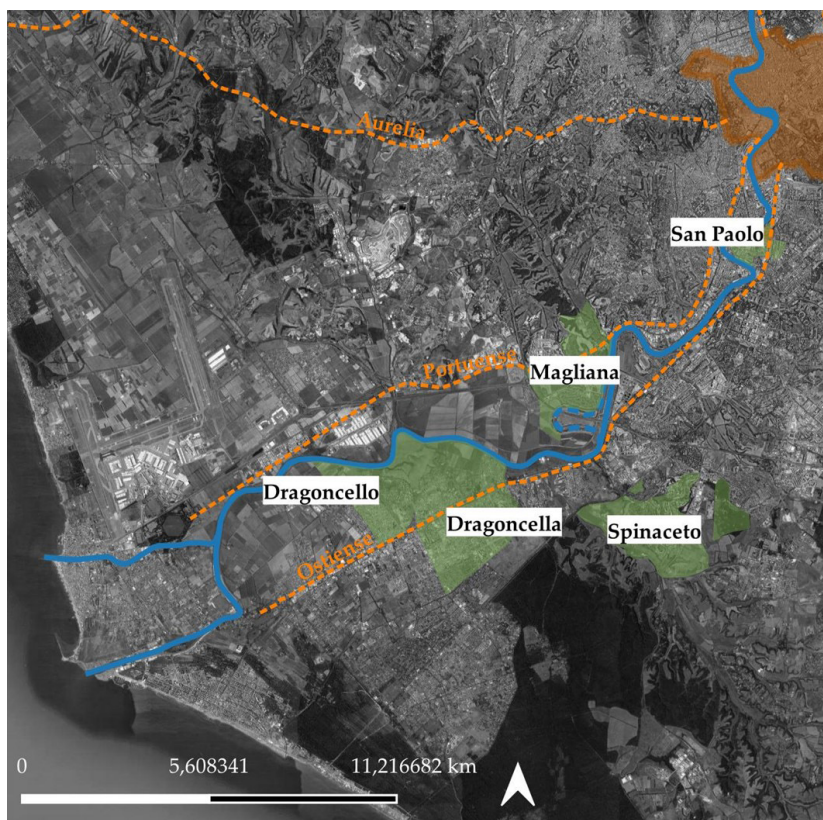 Aurelia
San Paolo
Portuense
Magliana
Dragoncello
Dragoncella
Spinaceto
Ostiense
0 5,608341 11,216682 km